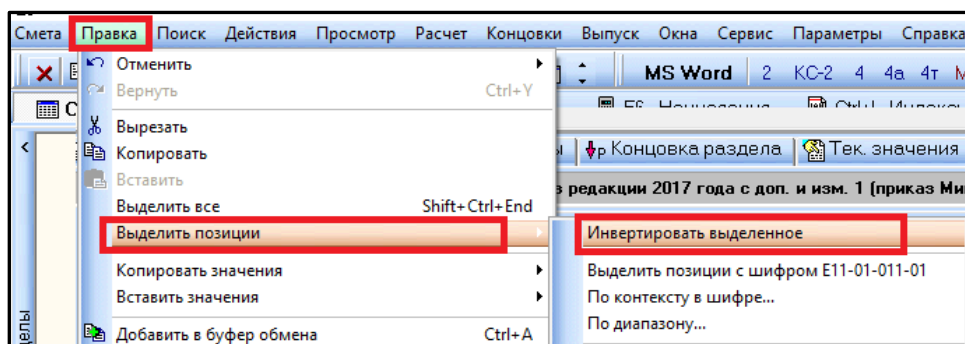 Смета Правка Поиск Действия Просмотр Расчет Концовки Выпуск Окна Сервис Параметры Справка
Отменить MS Word 2 КС-2 4 4а 4т М
Вернуть Ctrl+Y
С
Вырезать
Копировать Концовка раздела Тек. значения
Вставить в редакции 2017 года с доп. и изм. 1 (приказ Ми
Выделить все Shift+Ctrl+End
Выделить позиции Инвертировать выделенное
Копировать значения Выделить позиции с шифром Е11-01-011-01
Вставить значения По контексту в шифре...
По диапазону...
Добавить в буфер обмена Ctrl+A